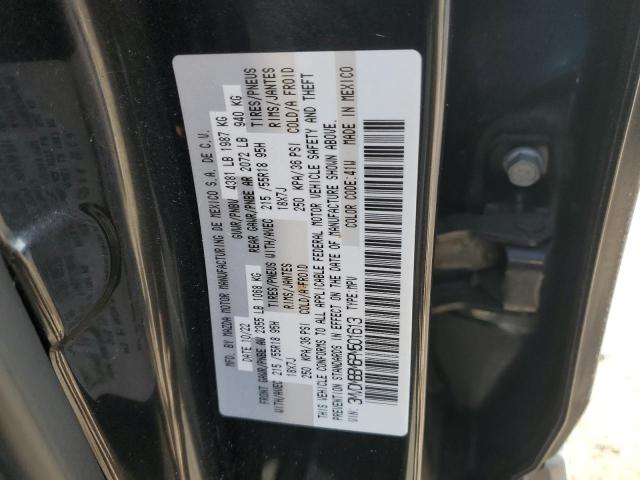 MFD. BY MAZDA MOTOR MANUFACTURING DE MEXICO S.A. DE C.V.
DATE: 10/22 GVWR/PNBV 4381 LB 1987 KG
FRONT GAWR/PNBE AV 2355 LB 1068 KG REAR GAWR/PNBE AR 2072 LB 940 KG
WITH/AVEC 215 /55R18 95H TIRES/PNEUS WITH/AVEC 215 /55R18 95H TIRES/PNEUS
18X7J RIMS/JANTES 18X7J RIMS/JANTES
250 KPA/36 PSI COLD/A FROID 250 KPA/36 PSI COLD/A FROID
THIS VEHICLE CONFORMS TO ALL APPLICABLE FEDERAL MOTOR VEHICLE SAFETY AND THEFT
PREVENTION STANDARDS IN EFFECT ON THE DATE OF MANUFACTURE SHOWN ABOVE.
VIN: TYPE: MPV COLOR CODE: 41W MADE IN MEXICO